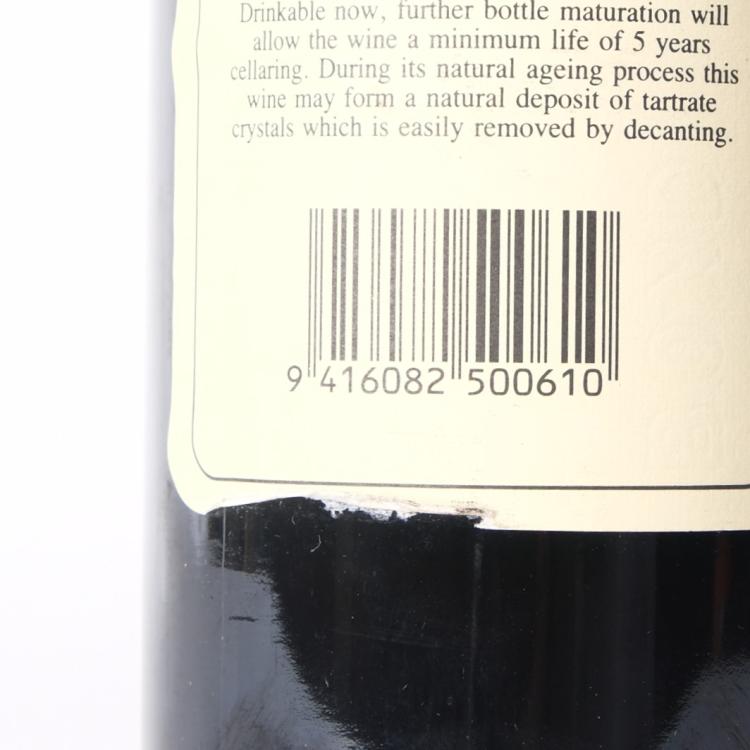 Drinkable now, further bottle maturation will
allow the wine a minimum life of 5 years
cellaring. During its natural ageing process this
wine may form a natural deposit of tartrate
crystals which is easily removed by decanting.
9 416082 500610